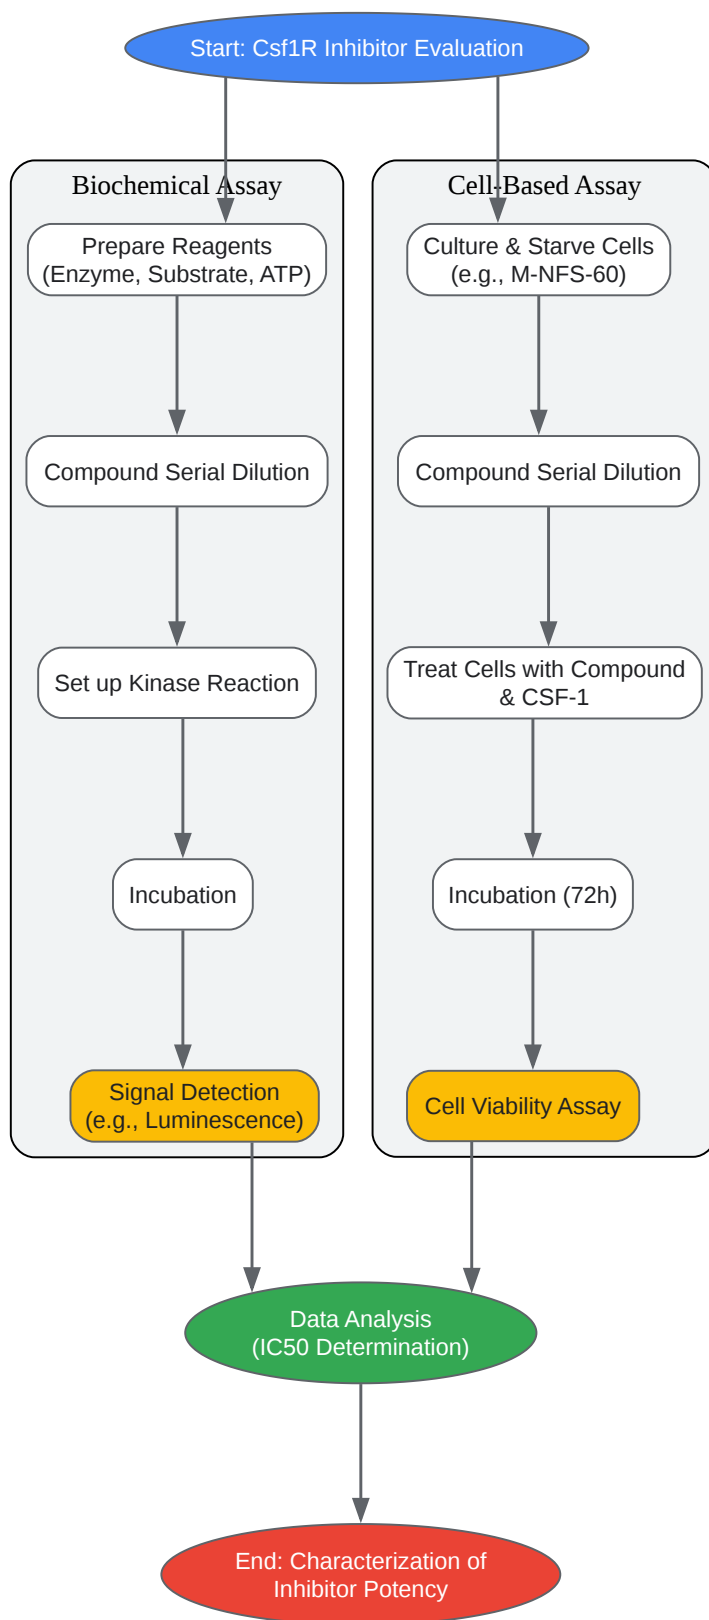 Start: Csf1R Inhibitor Evaluation
Biochemical Assay
Prepare Reagents
(Enzyme, Substrate, ATP)
Compound Serial Dilution
Set up Kinase Reaction
Incubation
Signal Detection
(e.g., Luminescence)
Cell-Based Assay
Culture & Starve Cells
(e.g., M-NFS-60)
Compound Serial Dilution
Treat Cells with Compound
& CSF-1
Incubation (72h)
Cell Viability Assay
Data Analysis
(IC50 Determination)
End: Characterization of
Inhibitor Potency